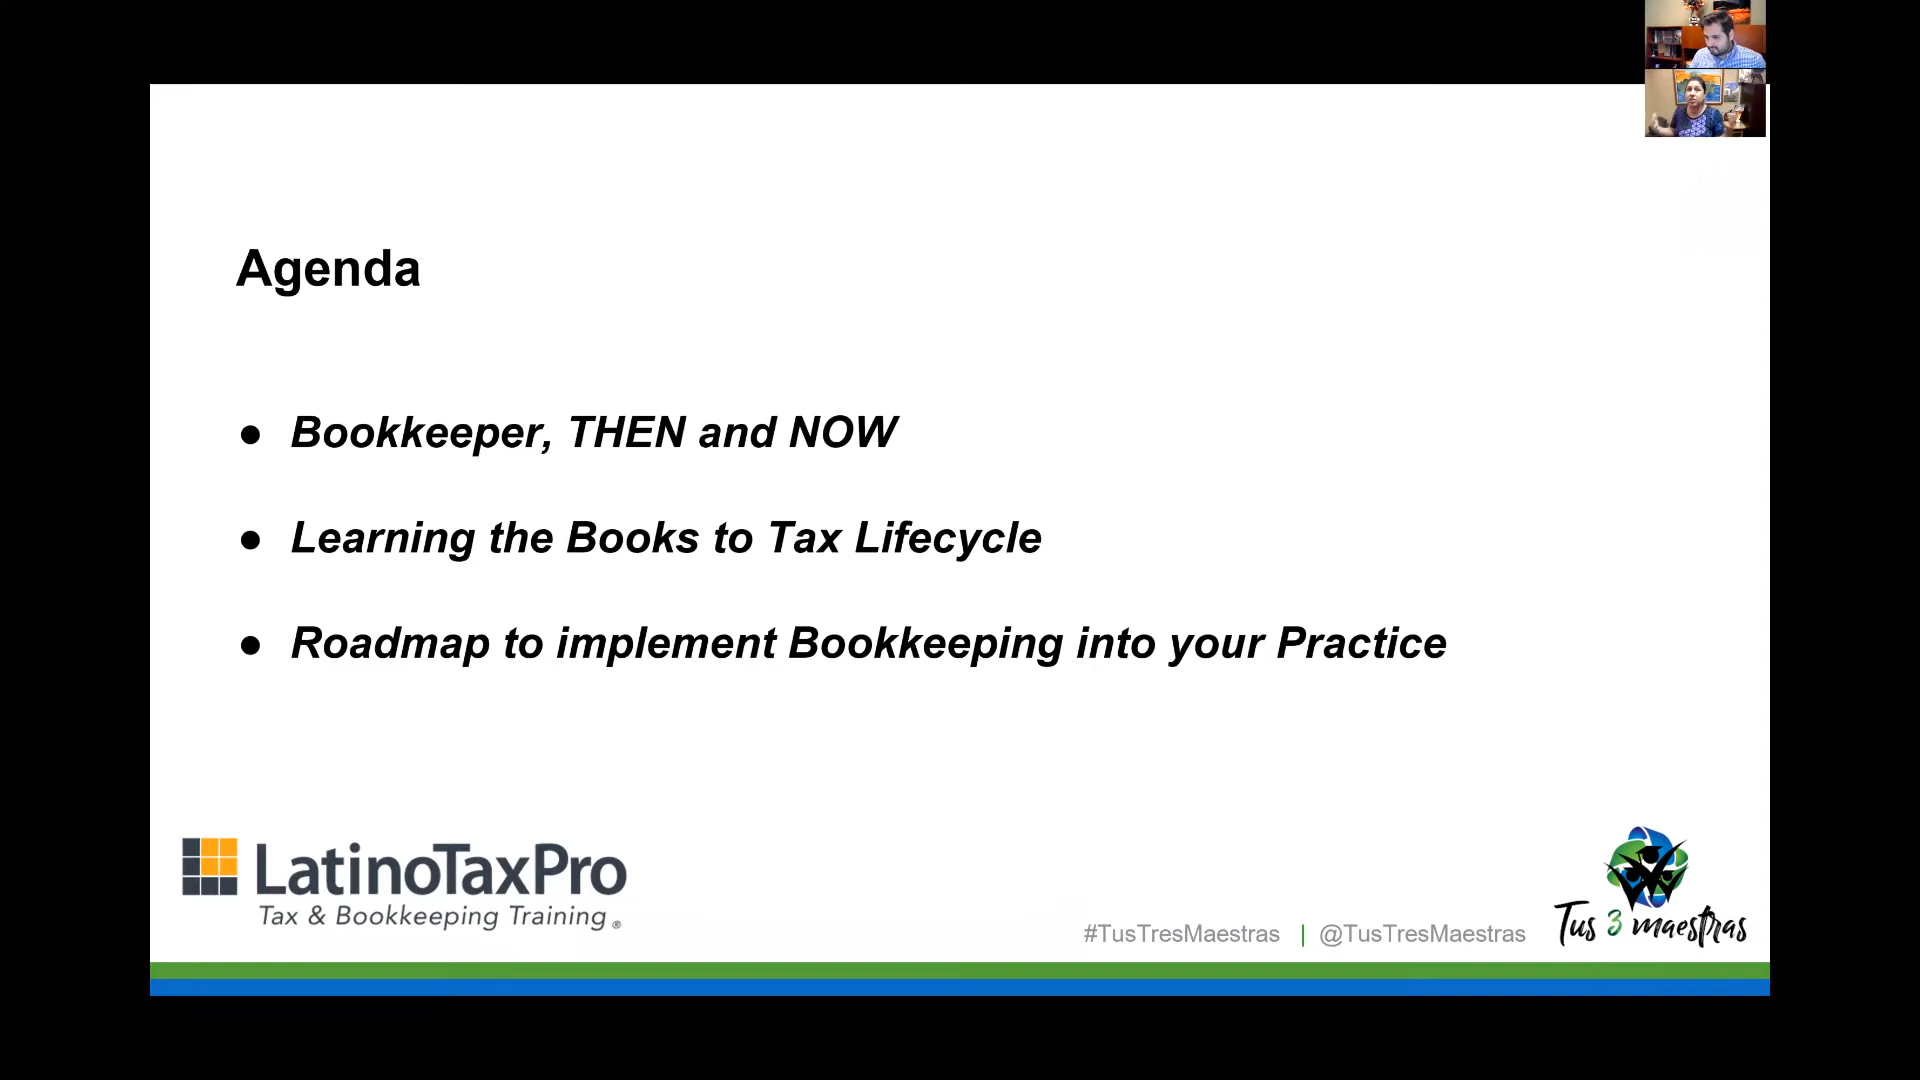 Agenda
● Bookkeeper, THEN and NOW
● Learning the Books to Tax Lifecycle
● Roadmap to implement Bookkeeping into your Practice
LatinoTaxPro
Tax & Bookkeeping Training®
#TusTresMaestras | @TusTresMaestras
Tus 3 maestras